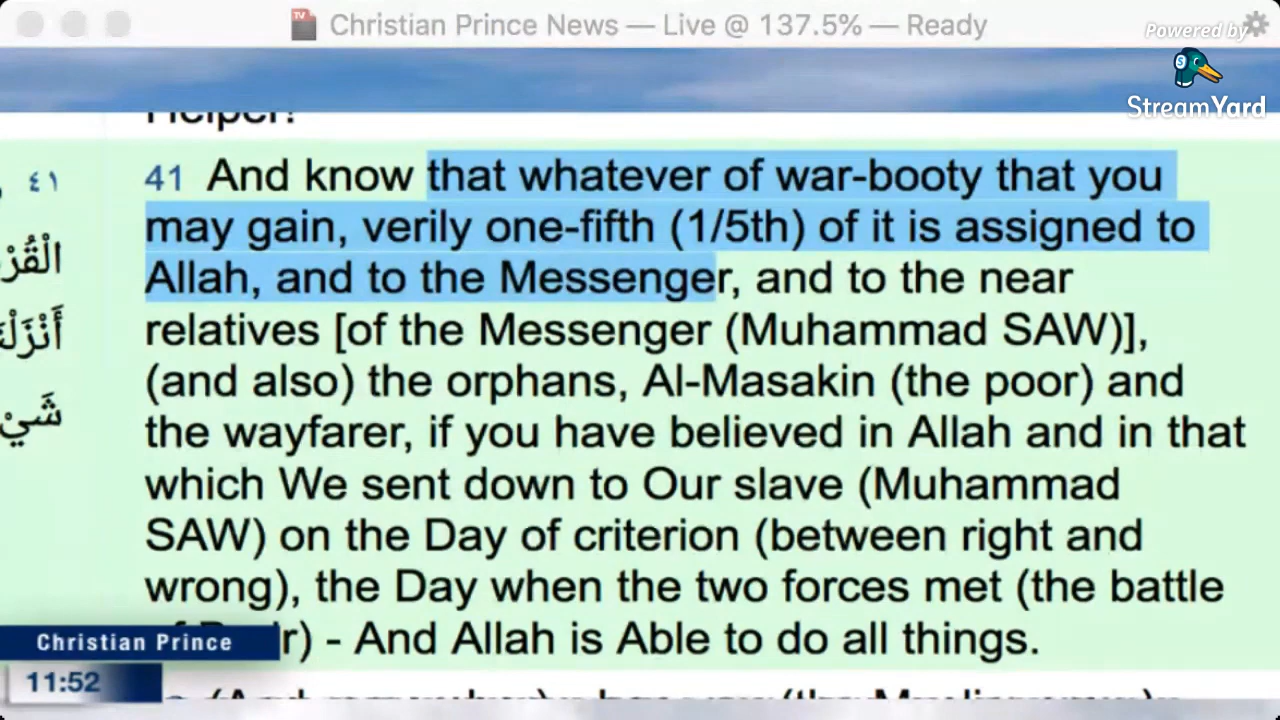 Christian Prince News — Live @ 137.5% — Ready
Powered by
StreamYard
Helper!
٤١
41 And know that whatever of war-booty that you
may gain, verily one-fifth (1/5th) of it is assigned to
الْقُرْ
Allah, and to the Messenger, and to the near
أَنْزَلْنَ
relatives [of the Messenger (Muhammad SAW)],
(and also) the orphans, Al-Masakin (the poor) and
شَيْ
the wayfarer, if you have believed in Allah and in that
which We sent down to Our slave (Muhammad
SAW) on the Day of criterion (between right and
wrong), the Day when the two forces met (the battle
of r) - And Allah is Able to do all things.
Christian Prince
11:52